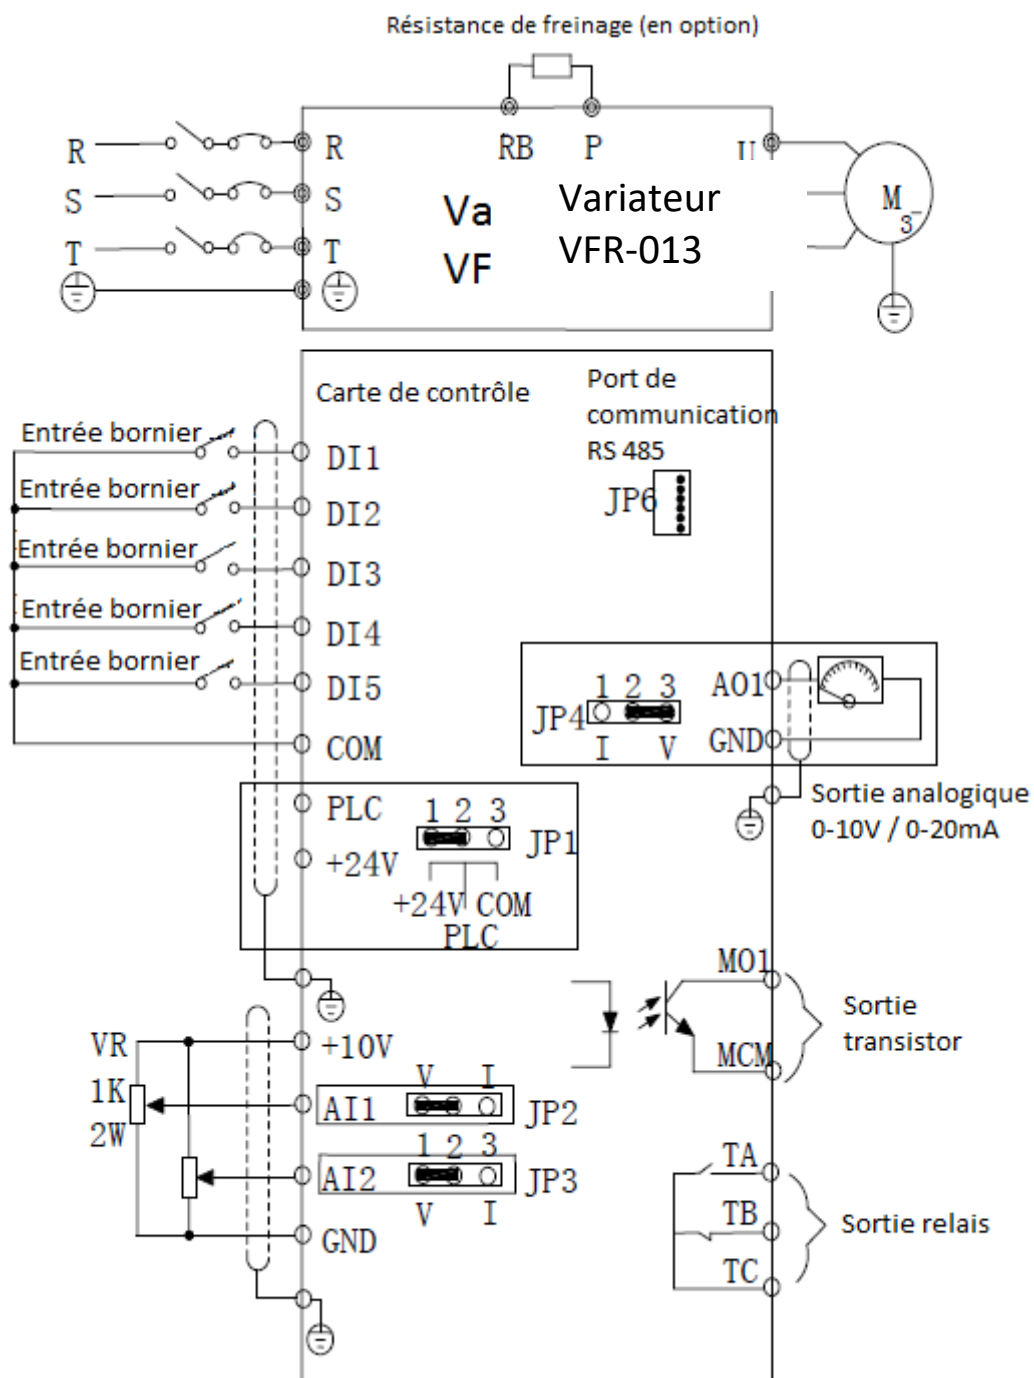 Résistance de freinage (en option)
R
R
RB
P
U
S
S
Va
VF
Variateur
VFR-013
M
3~
T
T
Carte de contrôle
Port de
communication
RS 485
JP6
Entrée bornier
DI1
Entrée bornier
DI2
Entrée bornier
DI3
Entrée bornier
DI4
Entrée bornier
DI5
COM
1 2 3
JP4
I V
AO1
GND
Sortie analogique
0-10V / 0-20mA
PLC
+24V
1 2 3
JP1
+24V COM
PLC
MO1
MCM
Sortie
transistor
VR
1K
2W
+10V
V I
AI1
JP2
1 2 3
AI2
JP3
V I
GND
TA
TB
TC
Sortie relais